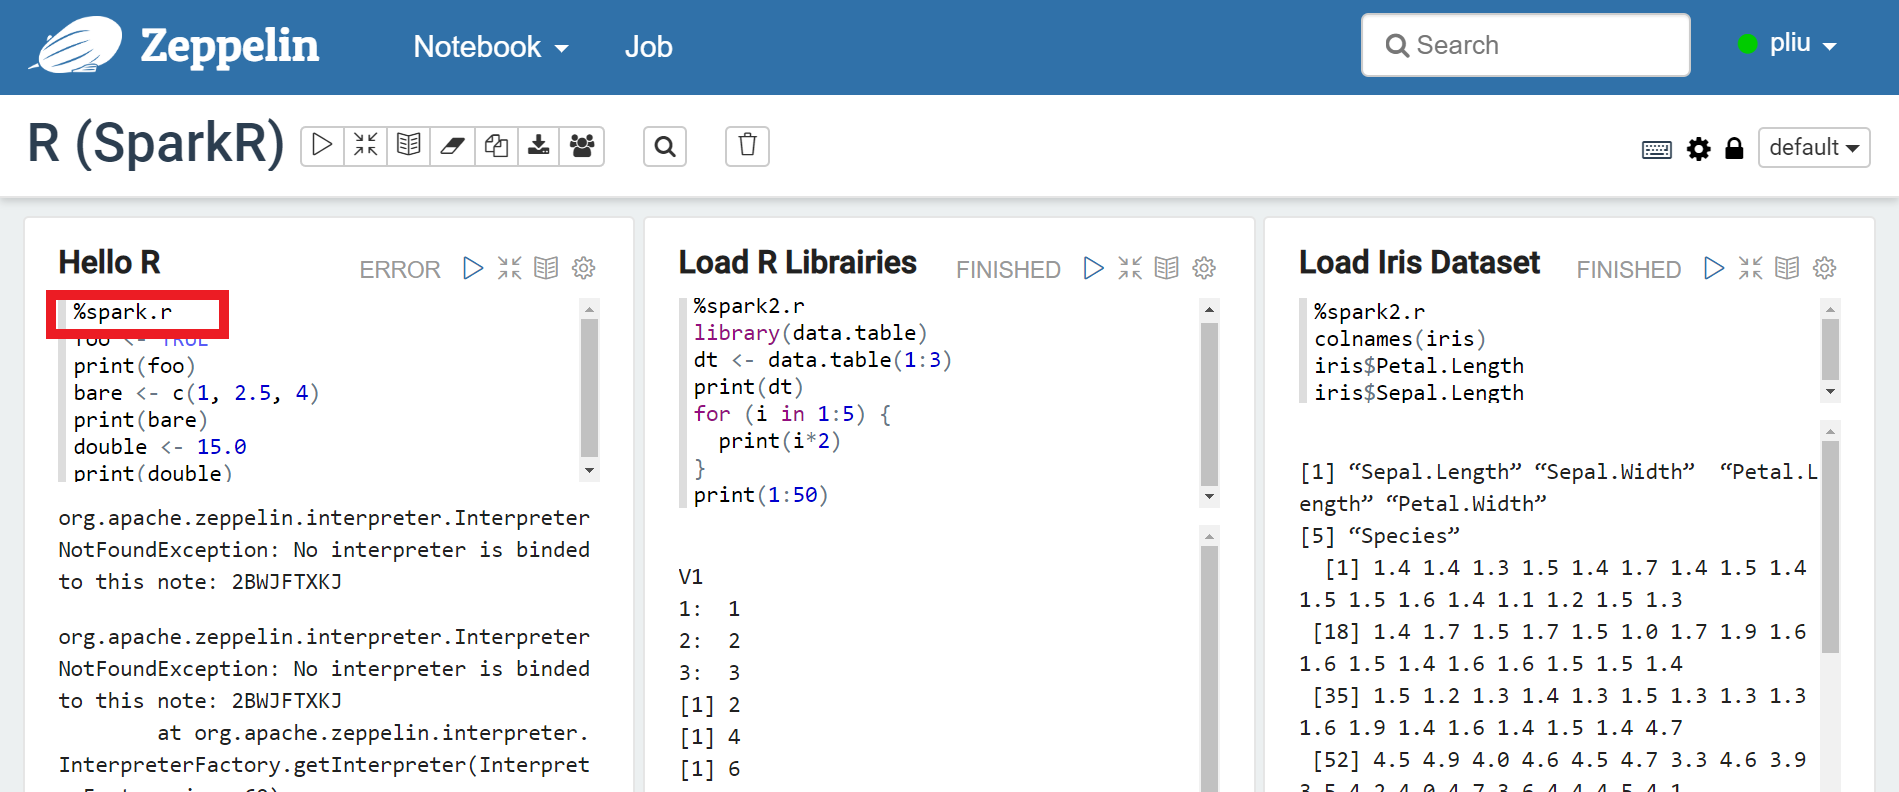 Zeppelin
Notebook
Job
Search
pliu
R (SparkR)
default
Hello R
ERROR
%spark.r
foo <- TRUE
print(foo)
bare <- c(1, 2.5, 4)
print(bare)
double <- 15.0
print(double)
org.apache.zeppelin.interpreter.Interpreter
NotFoundException: No interpreter is binded
to this note: 2BWJFTXKJ
org.apache.zeppelin.interpreter.Interpreter
NotFoundException: No interpreter is binded
to this note: 2BWJFTXKJ
at org.apache.zeppelin.interpreter.
InterpreterFactory.getInterpreter(Interpret
Load R Librairies
FINISHED
%spark2.r
library(data.table)
dt <- data.table(1:3)
print(dt)
for (i in 1:5) {
print(i*2)
}
print(1:50)
V1
1: 1
2: 2
3: 3
[1] 2
[1] 4
[1] 6
Load Iris Dataset
FINISHED
%spark2.r
colnames(iris)
iris$Petal.Length
iris$Sepal.Length
[1] “Sepal.Length” “Sepal.Width” “Petal.L
ength” “Petal.Width”
[5] “Species”
[1] 1.4 1.4 1.3 1.5 1.4 1.7 1.4 1.5 1.4
1.5 1.5 1.6 1.4 1.1 1.2 1.5 1.3
[18] 1.4 1.7 1.5 1.7 1.5 1.0 1.7 1.9 1.6
1.6 1.5 1.4 1.6 1.6 1.5 1.5 1.4
[35] 1.5 1.2 1.3 1.4 1.3 1.5 1.3 1.3 1.3
1.6 1.9 1.4 1.6 1.4 1.5 1.4 4.7
[52] 4.5 4.9 4.0 4.6 4.5 4.7 3.3 4.6 3.9